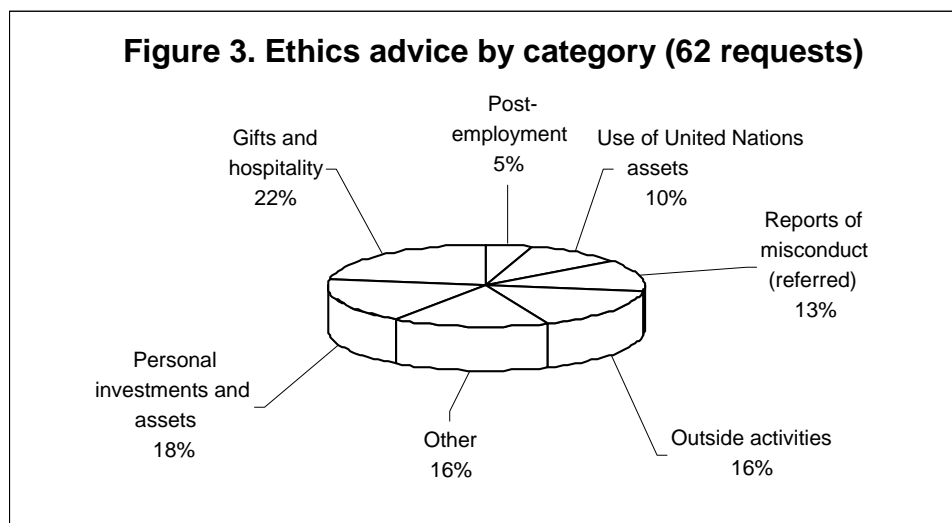 Figure 3. Ethics advice by category (62 requests)
Post-
employment
5%
Use of United Nations
assets
10%
Reports of
misconduct
(referred)
13%
Outside activities
16%
Other
16%
Personal
investments and
assets
18%
Gifts and
hospitality
22%